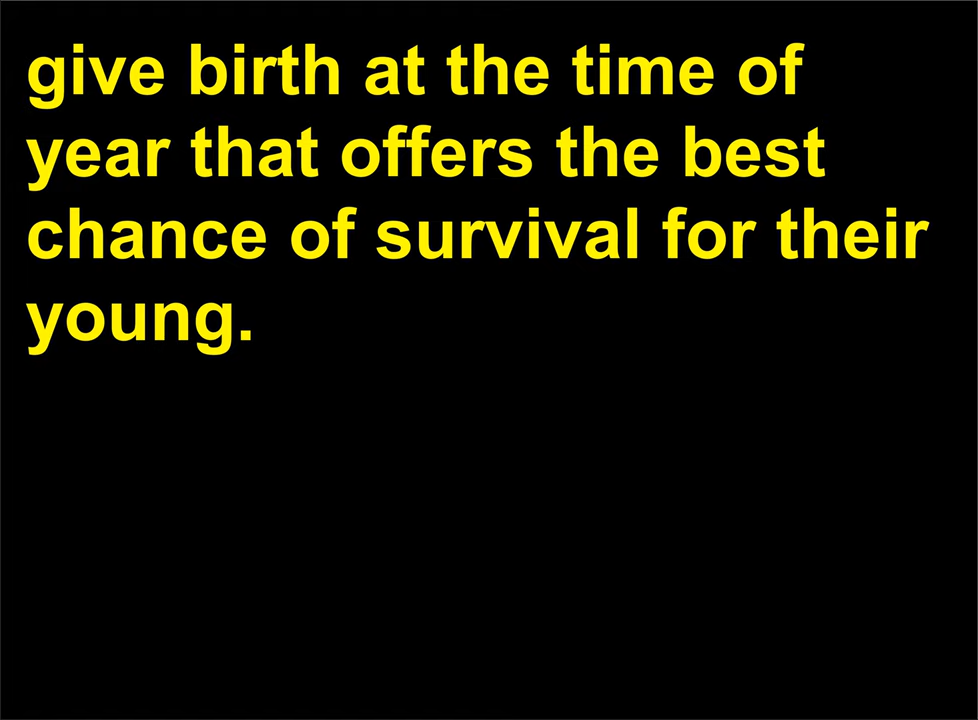 give birth at the time of
year that offers the best
chance of survival for their
young.